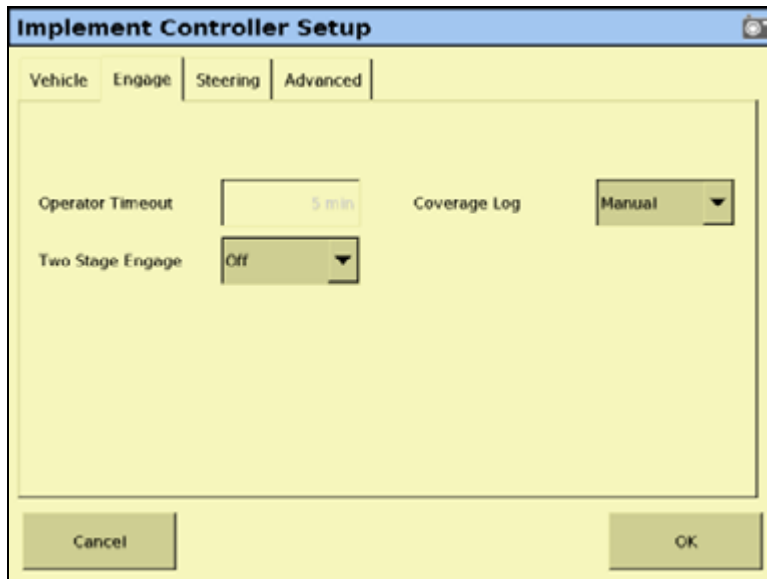 Implement Controller Setup
Vehicle Engage Steering Advanced
Operator Timeout 5 min Coverage Log Manual
Two Stage Engage Off
Cancel OK